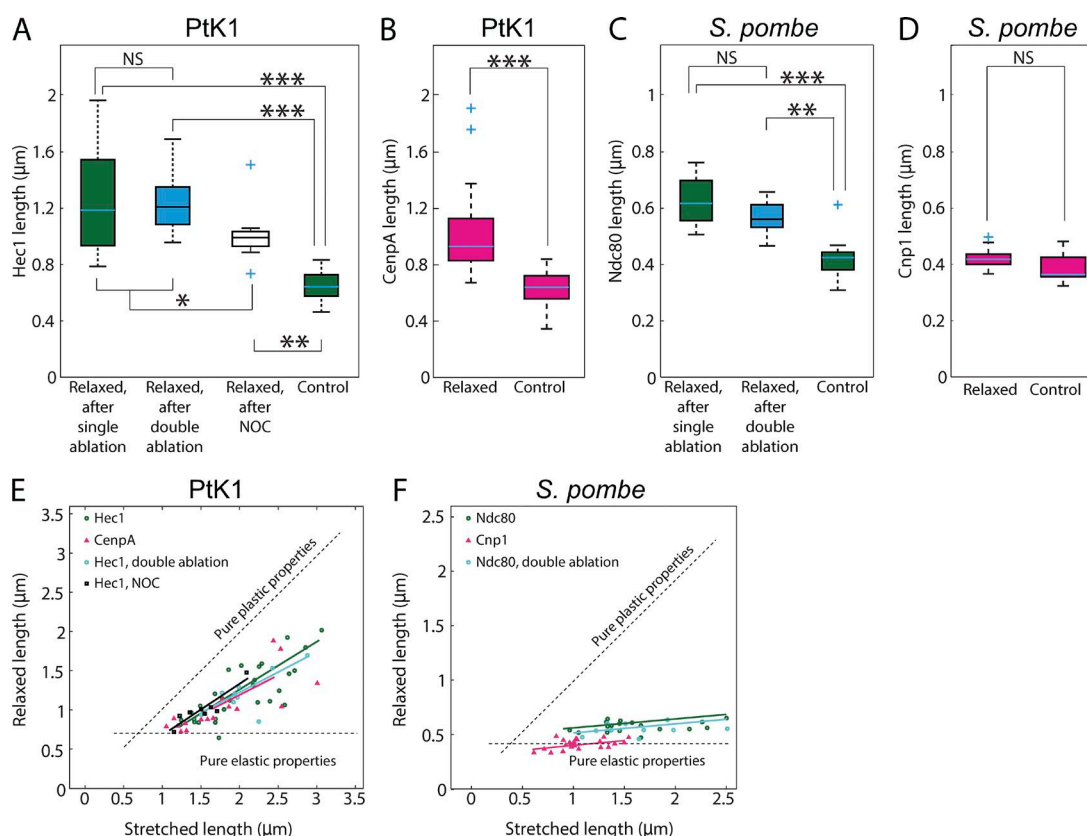 A
PtK1
NS
***
***
*
**
Hec1 length (μm)
2
1.6
1.2
0.8
0.4
0
Relaxed,
after
single
ablation
Relaxed,
after
double
ablation
Relaxed,
after
NOC
Control
B
PtK1
***
CenpA length (μm)
2
1.6
1.2
0.8
0.4
0
Relaxed
Control
C
S. pombe
NS
***
**
Ndc80 length (μm)
1
0.8
0.6
0.4
0.2
0
Relaxed,
after
single
ablation
Relaxed,
after
double
ablation
Control
D
S. pombe
NS
Cnp1 length (μm)
1
0.8
0.6
0.4
0.2
0
Relaxed
Control
E
PtK1
Hec1
CenpA
Hec1, double ablation
Hec1, NOC
Pure plastic properties
Pure elastic properties
Relaxed length (μm)
3.5
3
2.5
2
1.5
1
0.5
0
0 0.5 1 1.5 2 2.5 3 3.5
Stretched length (μm)
F
S. pombe
Ndc80
Cnp1
Ndc80, double ablation
Pure plastic properties
Pure elastic properties
Relaxed length (μm)
2.5
2
1.5
1
0.5
0
0 0.5 1 1.5 2 2.5
Stretched length (μm)